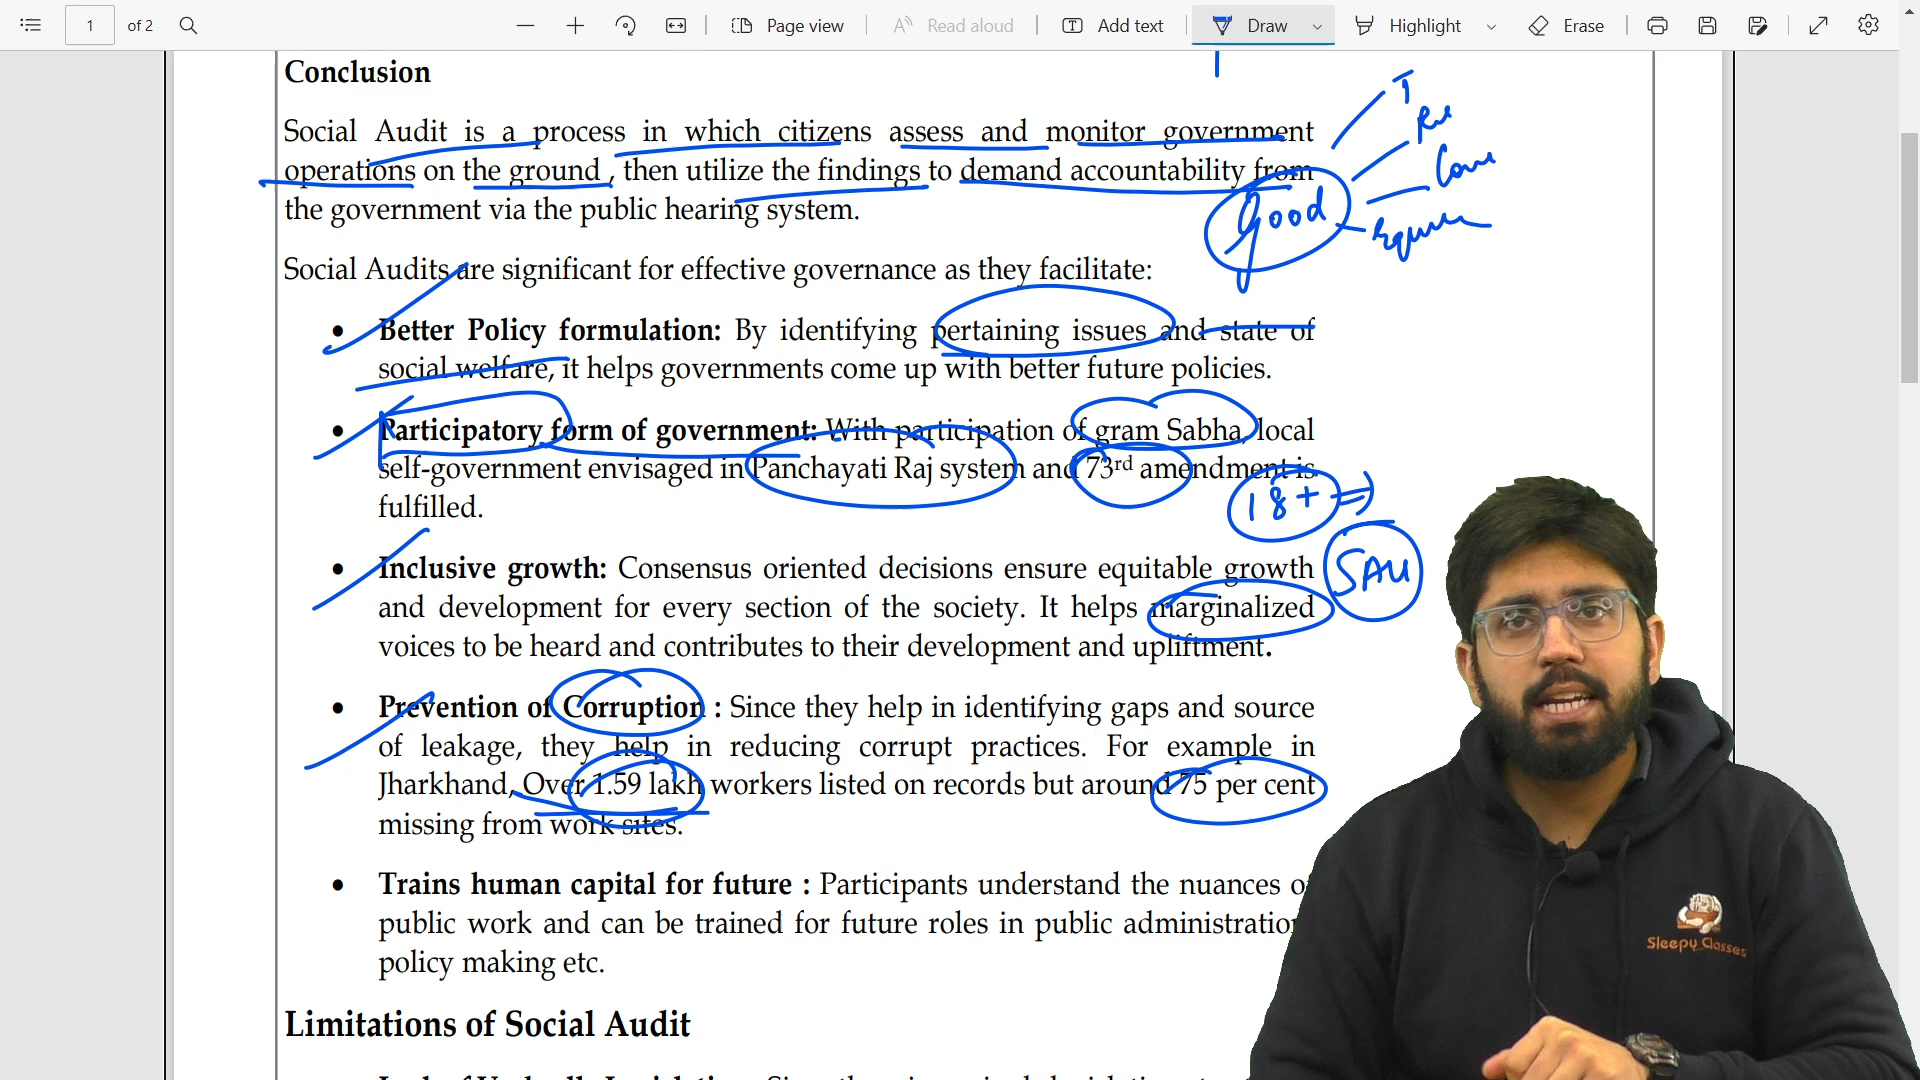 1 of 2 Page view Read aloud Add text Draw Highlight Erase
Conclusion
Social Audit is a process in which citizens assess and monitor government
operations on the ground , then utilize the findings to demand accountability from
the government via the public hearing system.
good
Social Audits are significant for effective governance as they facilitate:
• Better Policy formulation: By identifying pertaining issues and state of
social welfare, it helps governments come up with better future policies.
• Participatory form of government: With participation of gram Sabha, local
self-government envisaged in Panchayati Raj system and 73rd amendment is
fulfilled.
18+ ⇒
SAU
• Inclusive growth: Consensus oriented decisions ensure equitable growth
and development for every section of the society. It helps marginalized
voices to be heard and contributes to their development and upliftment.
• Prevention of Corruption : Since they help in identifying gaps and source
of leakage, they help in reducing corrupt practices. For example in
Jharkhand, Over 1.59 lakh workers listed on records but around 75 per cent
missing from work sites.
• Trains human capital for future : Participants understand the nuances of
public work and can be trained for future roles in public administration,
policy making etc.
Sleepy Classes
Limitations of Social Audit